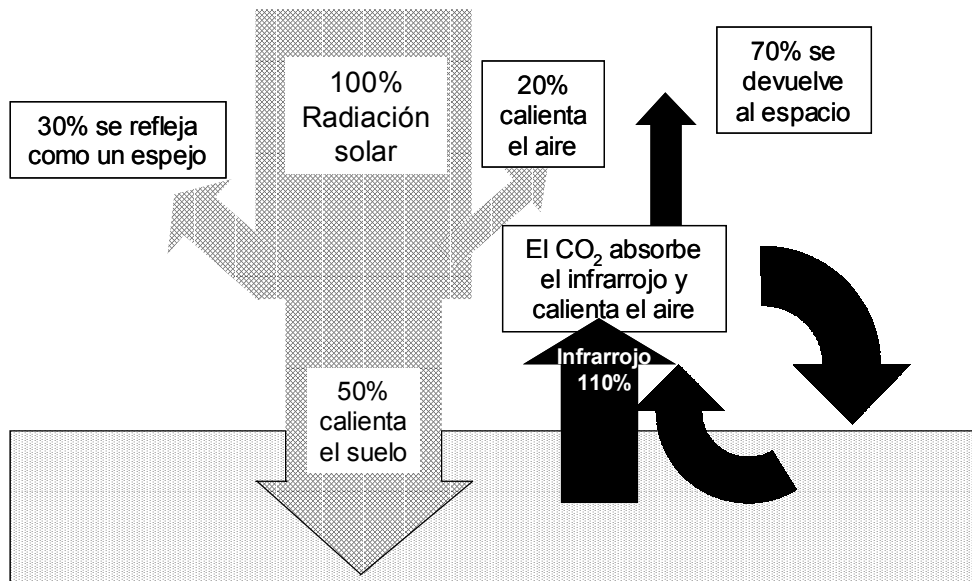 30% se refleja
como un espejo
100%
Radiación
solar
20%
calienta
el aire
70% se
devuelve
al espacio
El CO₂ absorbe
el infrarrojo y
calienta el aire
Infrarrojo
110%
50%
calienta
el suelo